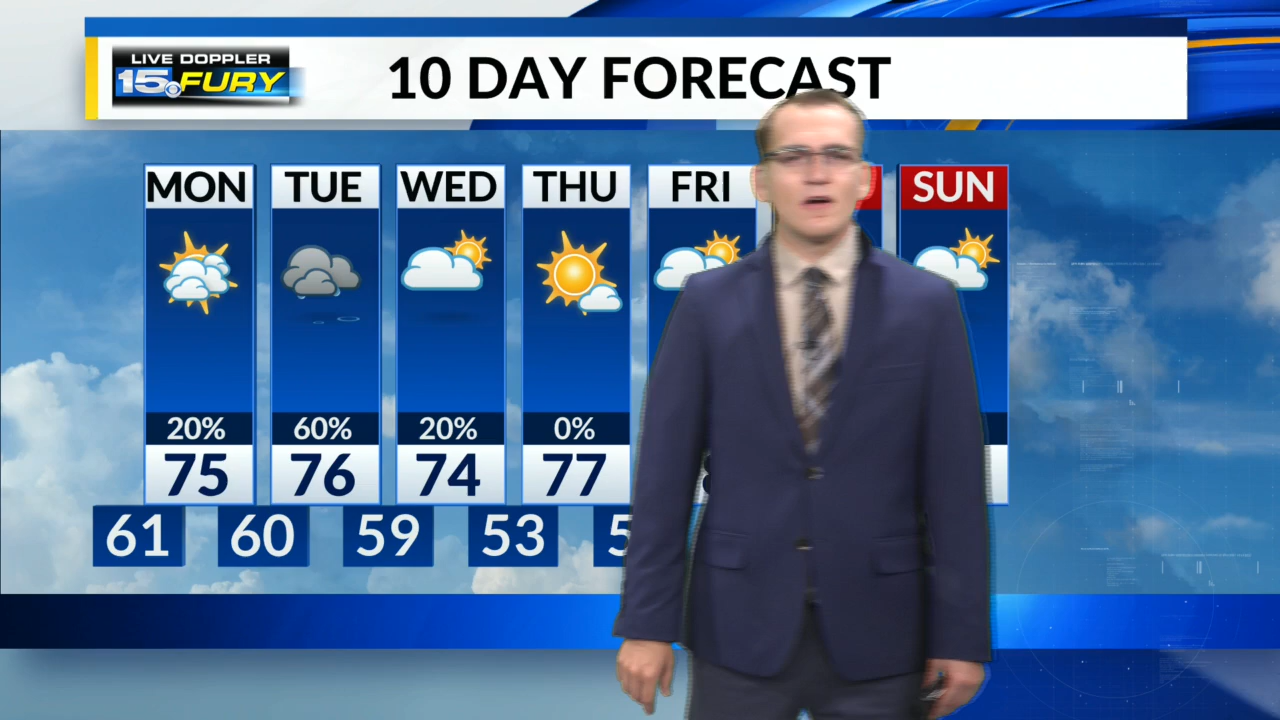 LIVE DOPPLER
15 FURY
10 DAY FORECAST
MON TUE WED THU FRI SUN
20% 60% 20% 0%
75 76 74 77
61 60 59 53 5